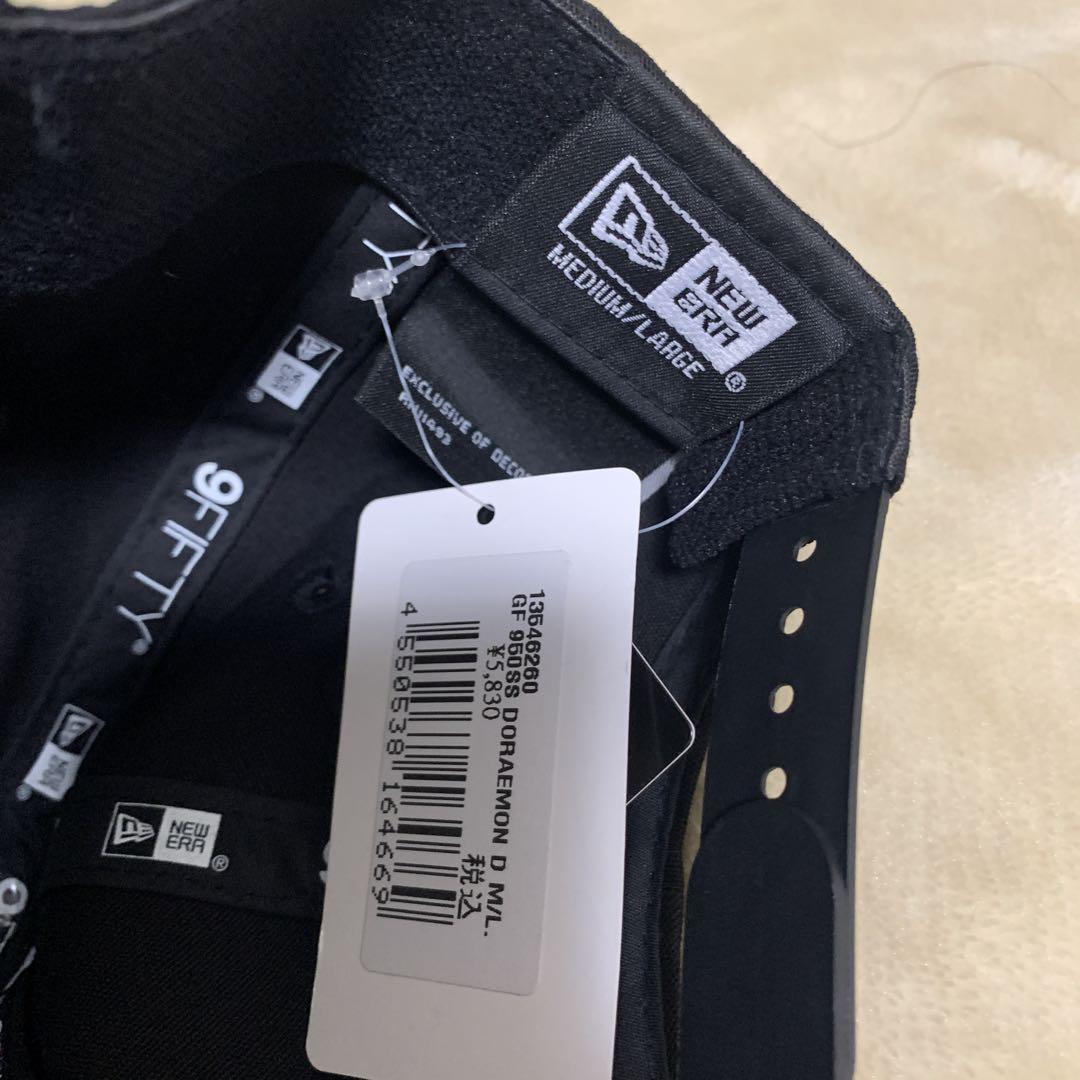 NEW
ERA
®
MEDIUM/LARGE
EXCLUSIVE OF
9FIFTY
13546260
GF 950SS DORAEMON D M/L.
¥5,830
税込
4 550538 164669
NEW
ERA
®